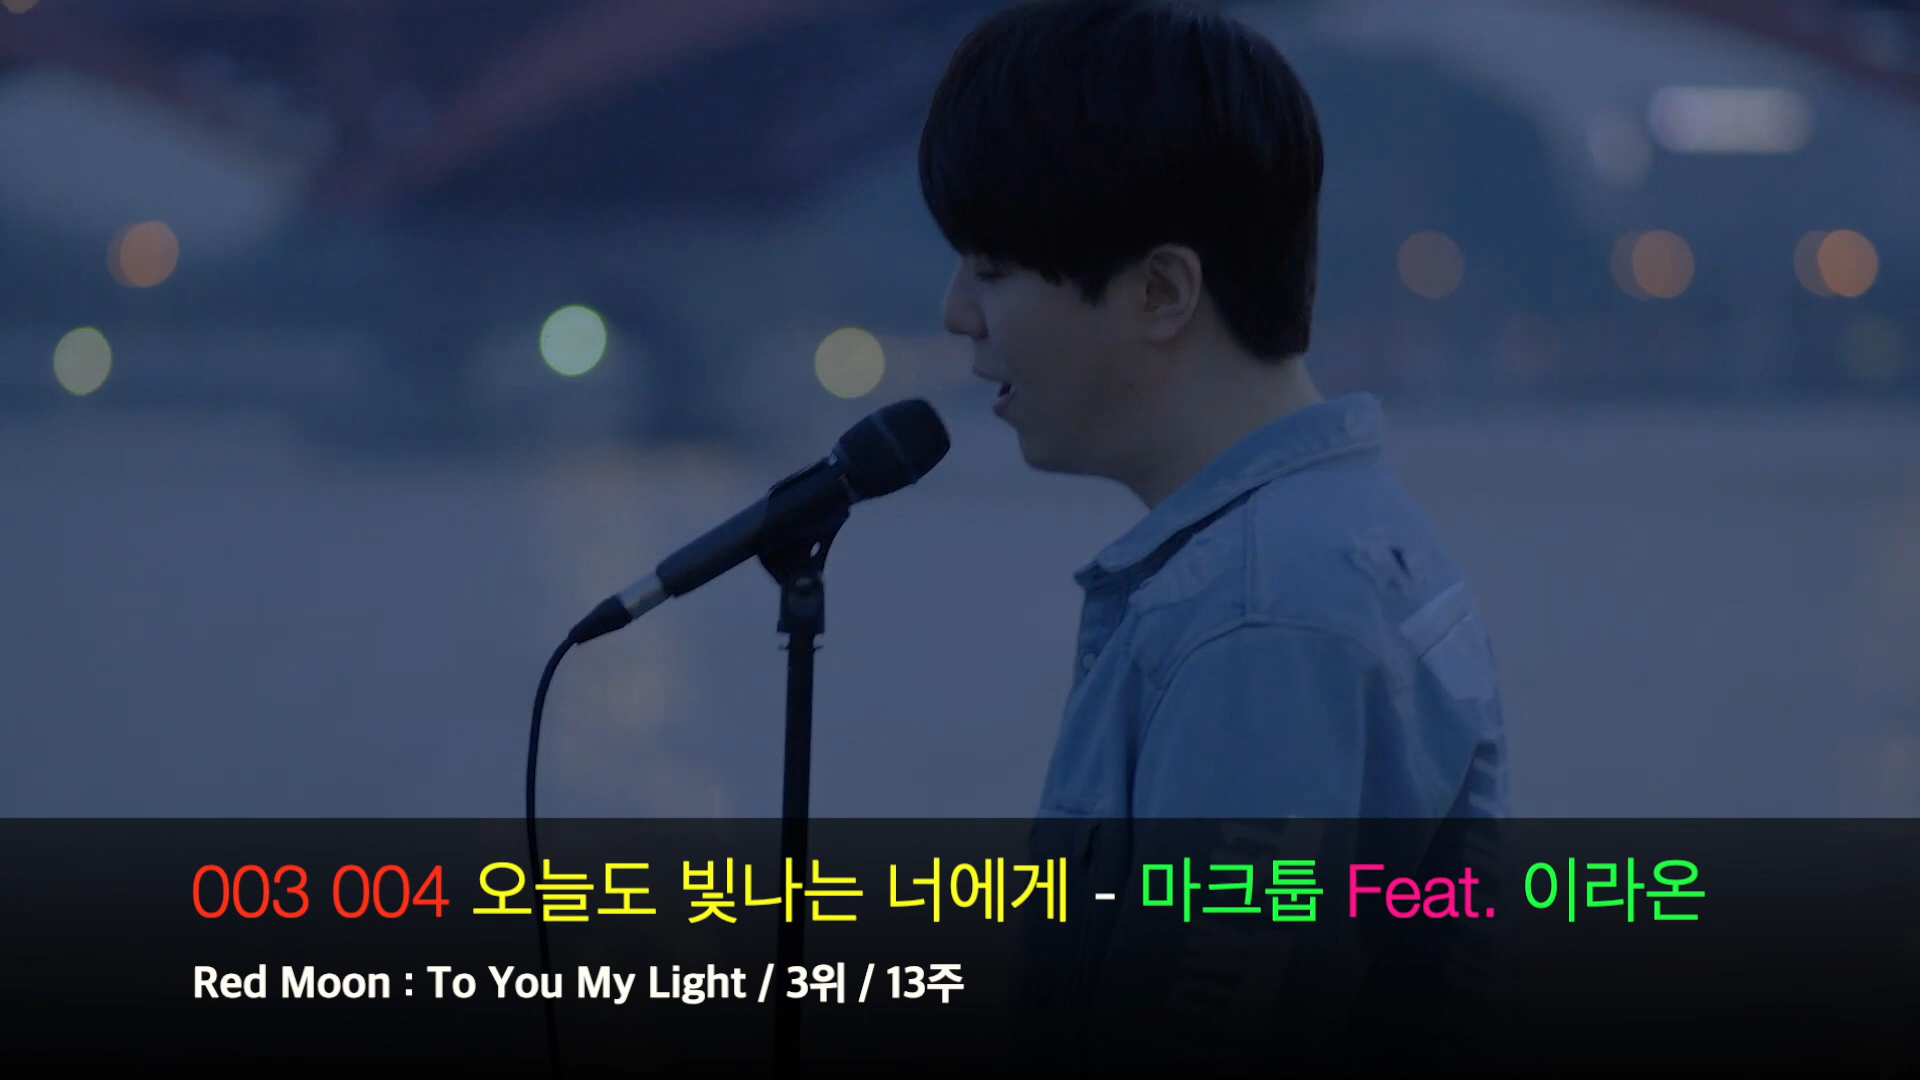 003 004 오늘도 빛나는 너에게 - 마크툽 Feat. 이라온
Red Moon : To You My Light / 3위 / 13주